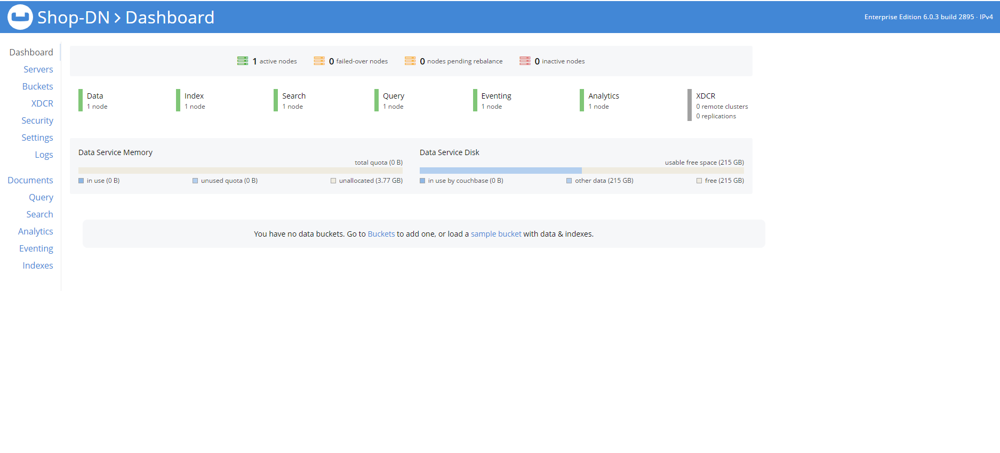 Shop-DN > Dashboard
Enterprise Edition 6.0.3 build 2895 · IPv4
Dashboard
Servers
Buckets
XDCR
Security
Settings
Logs
Documents
Query
Search
Analytics
Eventing
Indexes
1 active nodes 0 failed-over nodes 0 nodes pending rebalance 0 inactive nodes
Data
1 node
Index
1 node
Search
1 node
Query
1 node
Eventing
1 node
Analytics
1 node
XDCR
0 remote clusters
0 replications
Data Service Memory
total quota (0 B)
in use (0 B) unused quota (0 B) unallocated (3.77 GB)
Data Service Disk
usable free space (215 GB)
in use by couchbase (0 B) other data (215 GB) free (215 GB)
You have no data buckets. Go to Buckets to add one, or load a sample bucket with data & indexes.